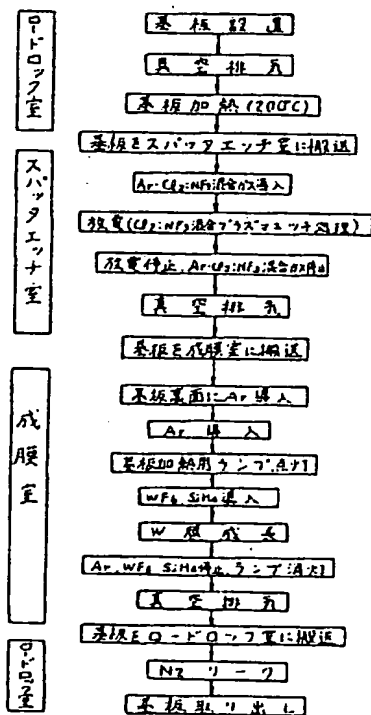 ロードロック室
基板設置
真空排気
基板加熱(200℃)
基板をスパッタエッチ室に搬送
スパッタエッチ室
Ar・Cl2:NF3混合ガス導入
放電(Cl2:NF3混合プラズマエッチ処理)
放電停止、Ar・Cl2:NF3混合ガス停止
真空排気
基板を成膜室に搬送
成膜室
基板裏面にAr導入
Ar導入
基板加熱用ランプ点灯
WF6 SiH4導入
W膜成長
Ar、WF6 SiH4停止、ランプ消灯
真空排気
基板をロードロック室に搬送
ロードロック室
N2リーク
基板取り出し